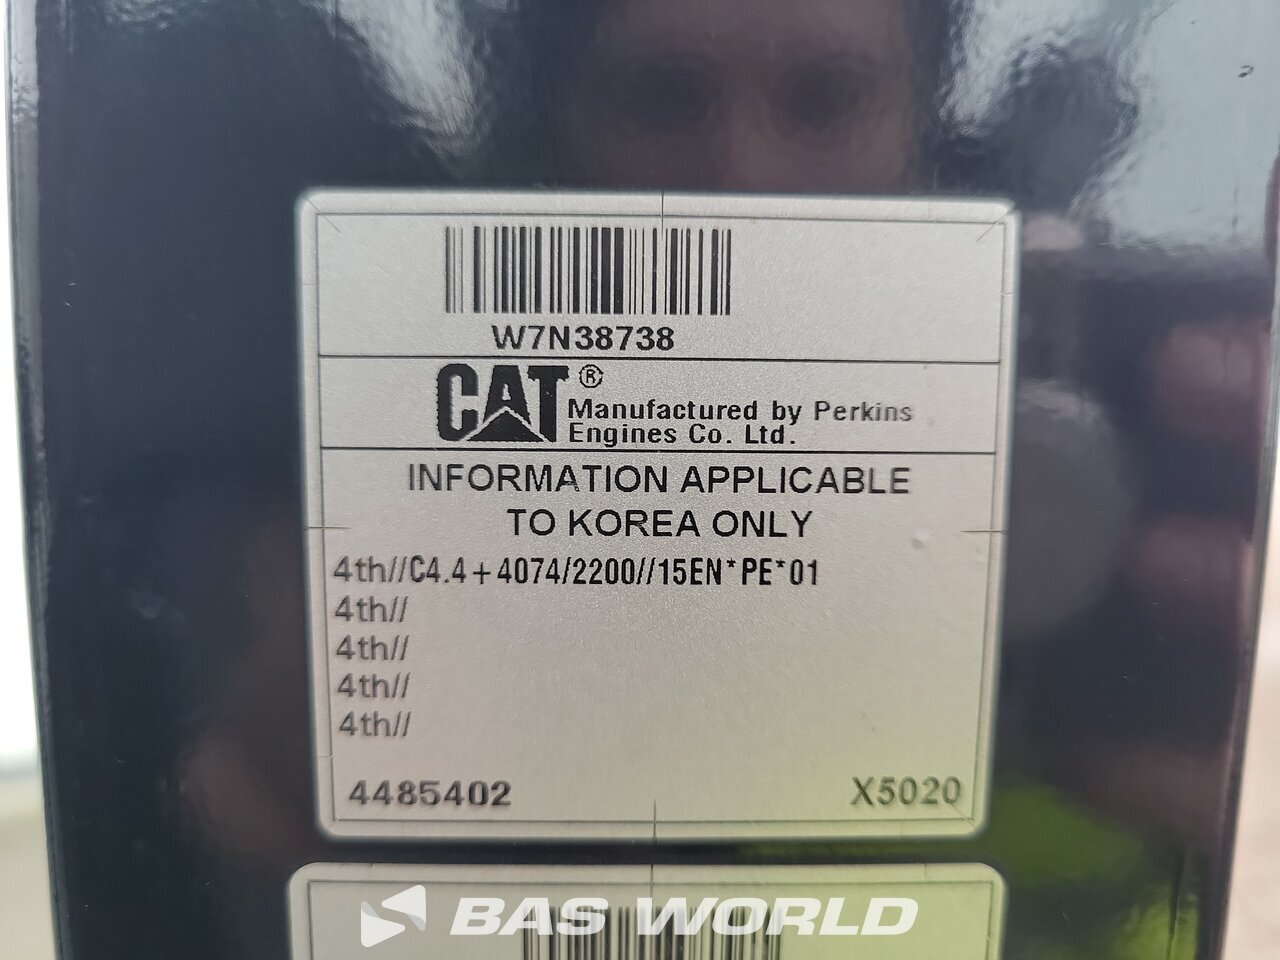 W7N38738
CAT®
Manufactured by Perkins
Engines Co. Ltd.
INFORMATION APPLICABLE
TO KOREA ONLY
4th//C4.4+4074/2200//15EN*PE*01
4th//
4th//
4th//
4th//
4485402 X5020
BAS WORLD